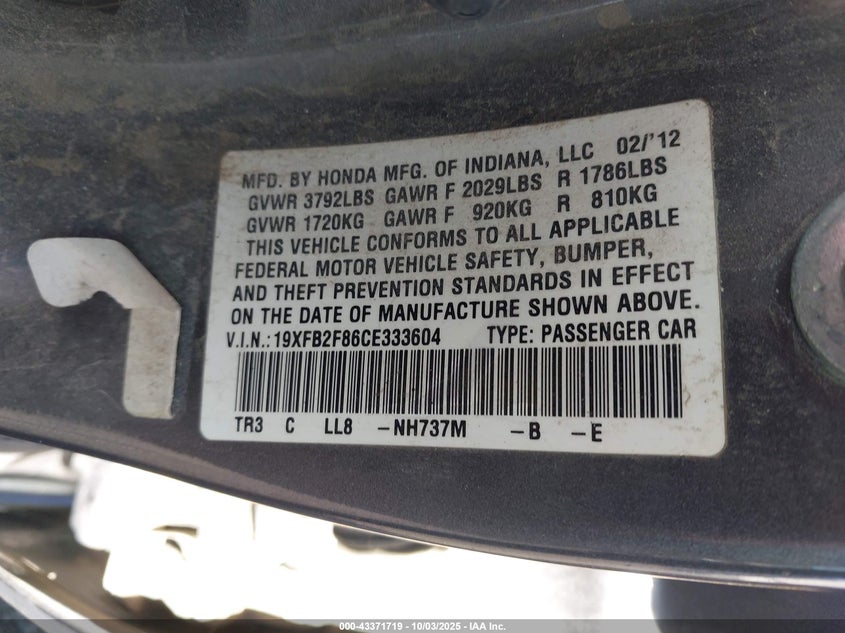 MFD. BY HONDA MFG. OF INDIANA, LLC 02/'12
GVWR 3792LBS GAWR F 2029LBS R 1786LBS
GVWR 1720KG GAWR F 920KG R 810KG
THIS VEHICLE CONFORMS TO ALL APPLICABLE
FEDERAL MOTOR VEHICLE SAFETY, BUMPER,
AND THEFT PREVENTION STANDARDS IN EFFECT
ON THE DATE OF MANUFACTURE SHOWN ABOVE.
V.I.N.:19XFB2F86CE333604 TYPE: PASSENGER CAR
TR3 C LL8 -NH737M -B -E
000-43371719 - 10/03/2025 - IAA Inc.